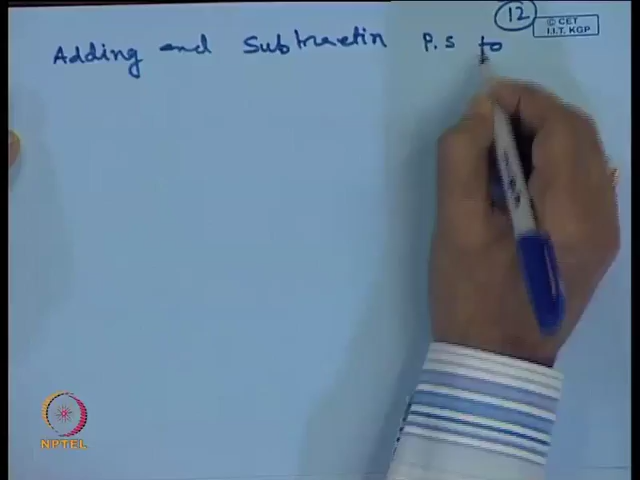 12
© CET
I.I.T. KGP
Adding and Subtractin P.S to
NPTEL